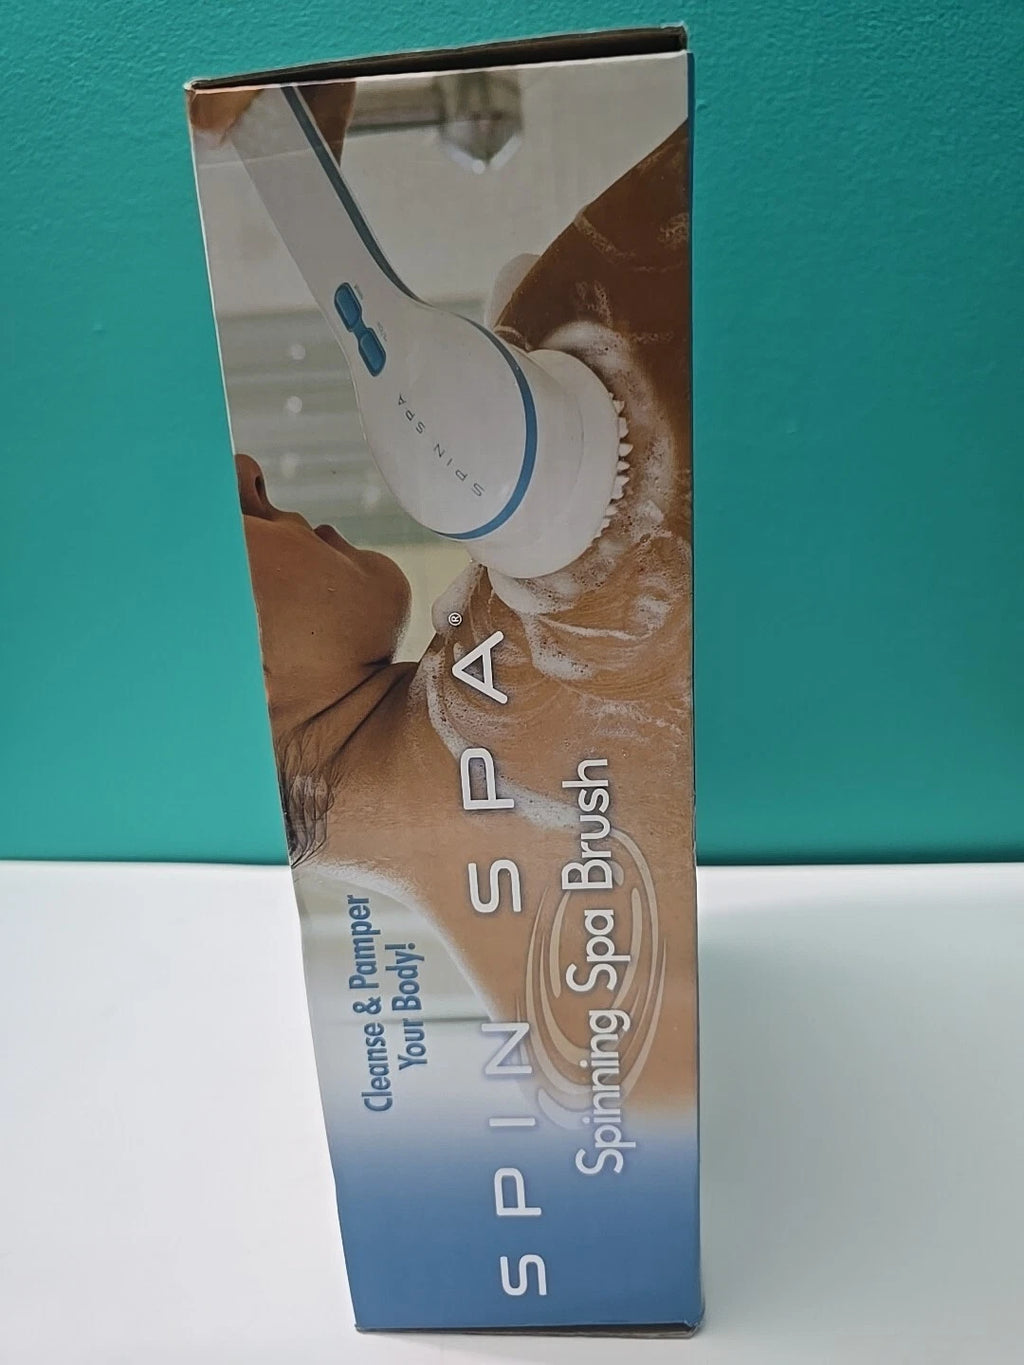 Cleanse & Pamper
Your Body!
SPIN SPA®
Spinning Spa Brush
SPIN SPA